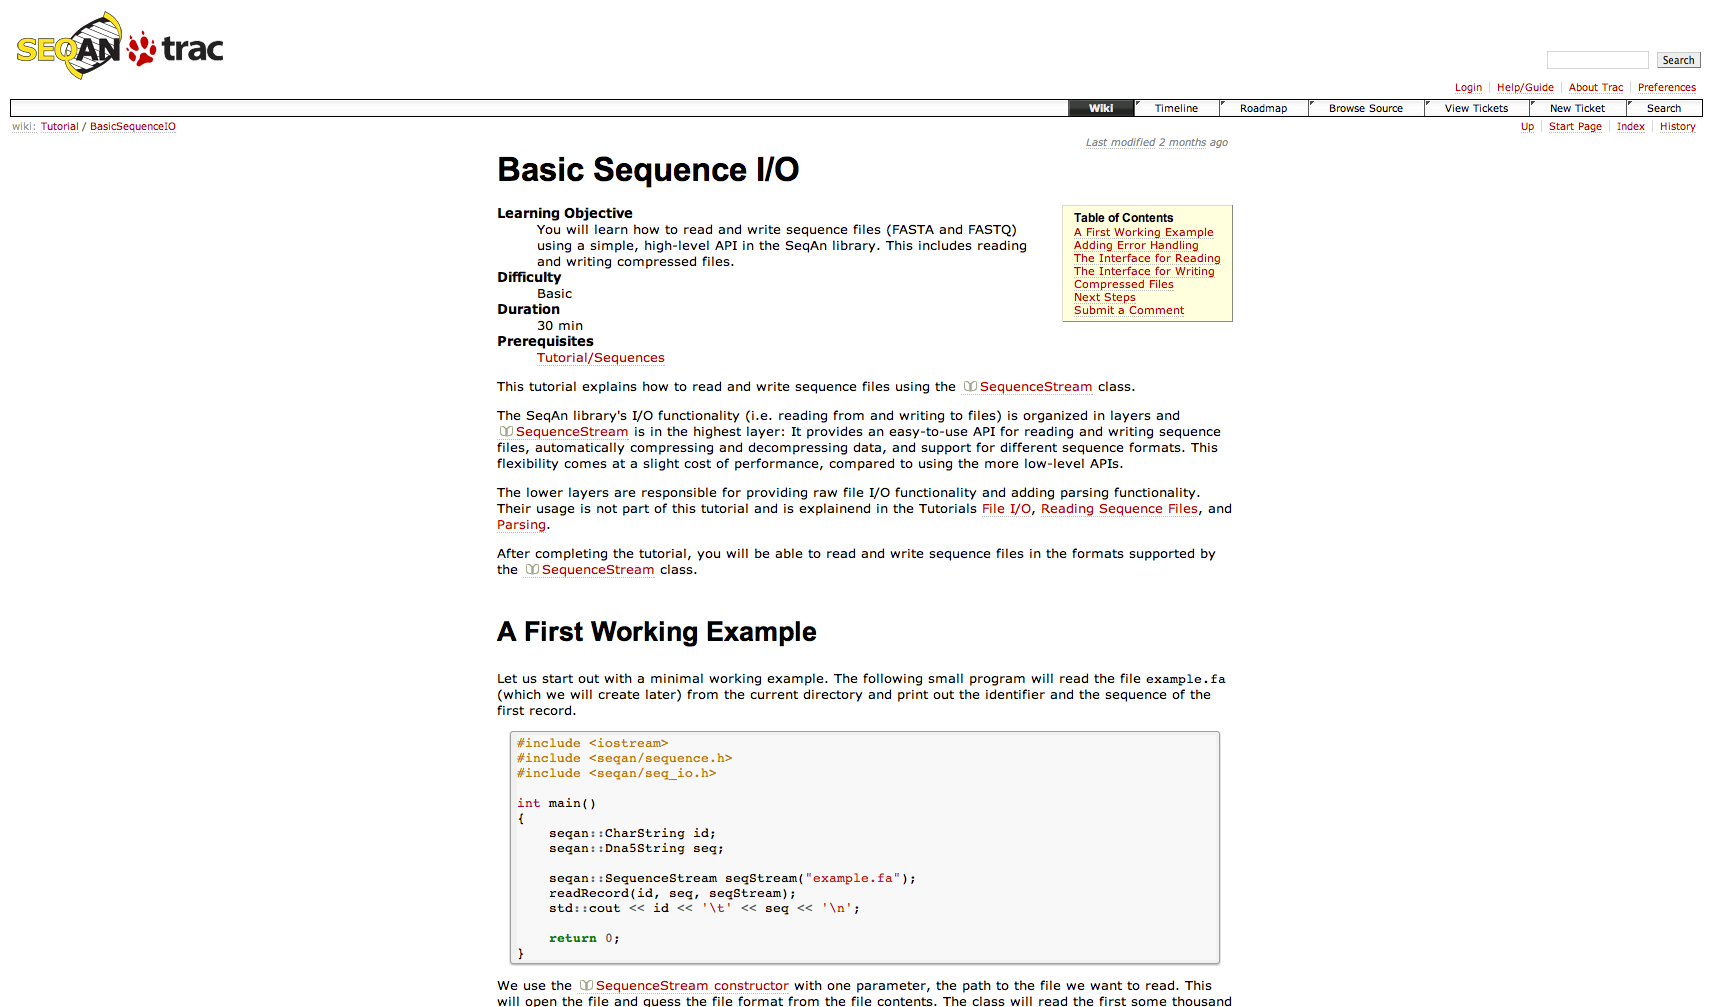 SEQAN trac
Search
Login Help/Guide About Trac Preferences
Wiki Timeline Roadmap Browse Source View Tickets New Ticket Search
wiki: Tutorial / BasicSequenceIO
Up Start Page Index History
Last modified 2 months ago
Basic Sequence I/O
Learning Objective
You will learn how to read and write sequence files (FASTA and FASTQ)
using a simple, high-level API in the SeqAn library. This includes reading
and writing compressed files.
Difficulty
Basic
Duration
30 min
Prerequisites
Tutorial/Sequences
Table of Contents
A First Working Example
Adding Error Handling
The Interface for Reading
The Interface for Writing
Compressed Files
Next Steps
Submit a Comment
This tutorial explains how to read and write sequence files using the SequenceStream class.
The SeqAn library's I/O functionality (i.e. reading from and writing to files) is organized in layers and
SequenceStream is in the highest layer: It provides an easy-to-use API for reading and writing sequence
files, automatically compressing and decompressing data, and support for different sequence formats. This
flexibility comes at a slight cost of performance, compared to using the more low-level APIs.
The lower layers are responsible for providing raw file I/O functionality and adding parsing functionality.
Their usage is not part of this tutorial and is explainend in the Tutorials File I/O, Reading Sequence Files, and
Parsing.
After completing the tutorial, you will be able to read and write sequence files in the formats supported by
the SequenceStream class.
A First Working Example
Let us start out with a minimal working example. The following small program will read the file example.fa
(which we will create later) from the current directory and print out the identifier and the sequence of the
first record.
#include <iostream>
#include <seqan/sequence.h>
#include <seqan/seq_io.h>
int main()
{
    seqan::CharString id;
    seqan::Dna5String seq;
    seqan::SequenceStream seqStream("example.fa");
    readRecord(id, seq, seqStream);
    std::cout << id << '\t' << seq << '\n';
    return 0;
}
We use the SequenceStream constructor with one parameter, the path to the file we want to read. This
will open the file and guess the file format from the file contents. The class will read the first some thousand